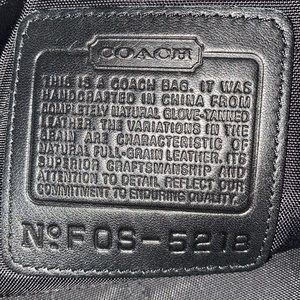 COACH
THIS IS A COACH BAG. IT WAS
HANDCRAFTED IN CHINA FROM
COMPLETELY NATURAL GLOVE-TANNED
LEATHER. THE VARIATIONS IN THE
GRAIN ARE CHARACTERISTIC OF
NATURAL FULL-GRAIN LEATHER. ITS
SUPERIOR CRAFTSMANSHIP AND
ATTENTION TO DETAIL REFLECT OUR
COMMITMENT TO ENDURING QUALITY.
No FOS-5218